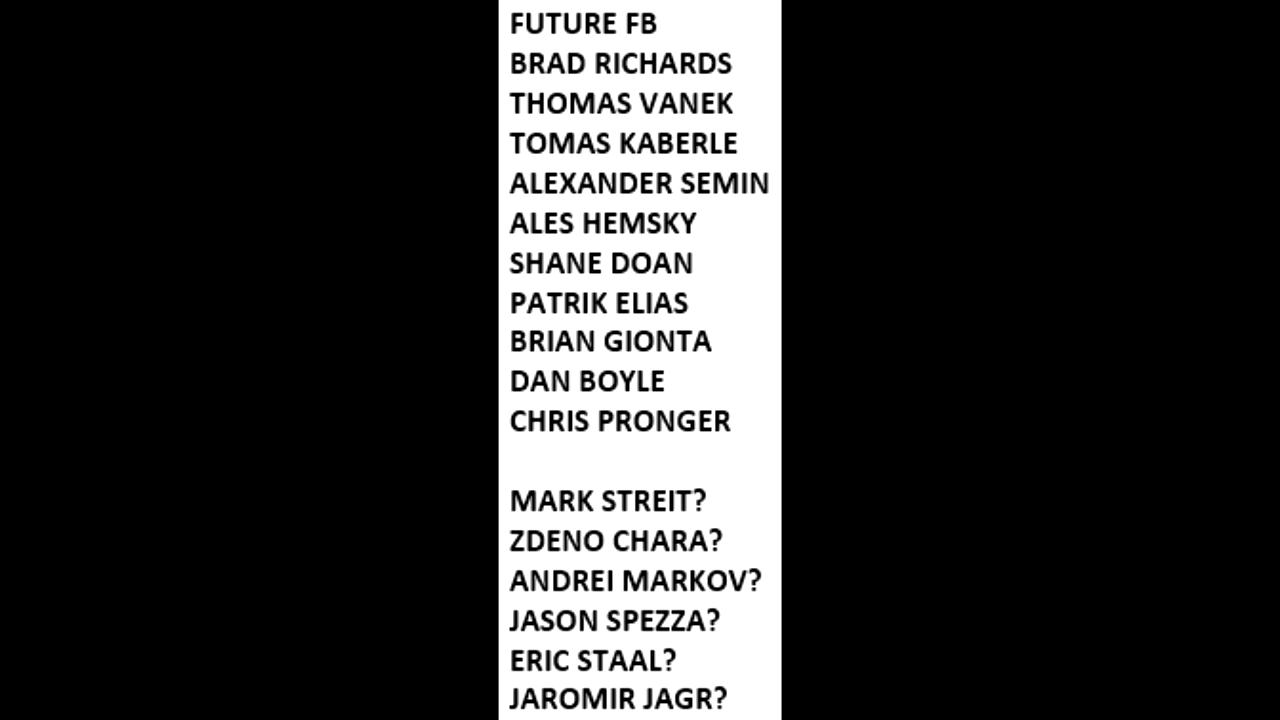 FUTURE FB
BRAD RICHARDS
THOMAS VANEK
TOMAS KABERLE
ALEXANDER SEMIN
ALES HEMSKY
SHANE DOAN
PATRIK ELIAS
BRIAN GIONTA
DAN BOYLE
CHRIS PRONGER
MARK STREIT?
ZDENO CHARA?
ANDREI MARKOV?
JASON SPEZZA?
ERIC STAAL?
JAROMIR JAGR?